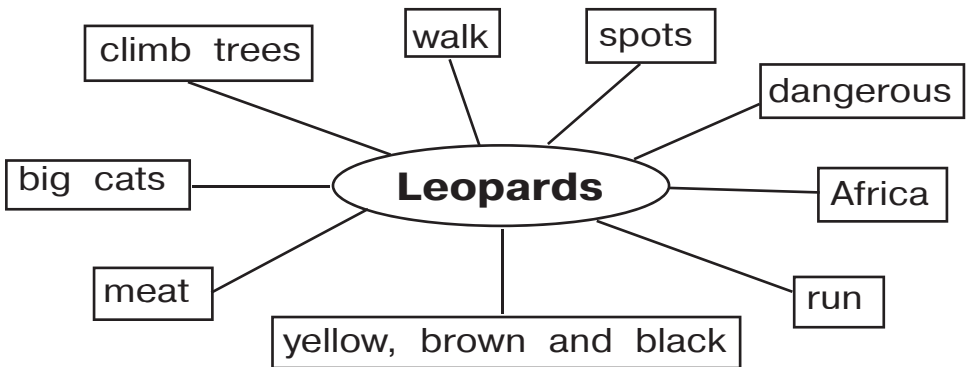 walk
spots
climb trees
dangerous
big cats
Leopards
Africa
meat
run
yellow, brown and black